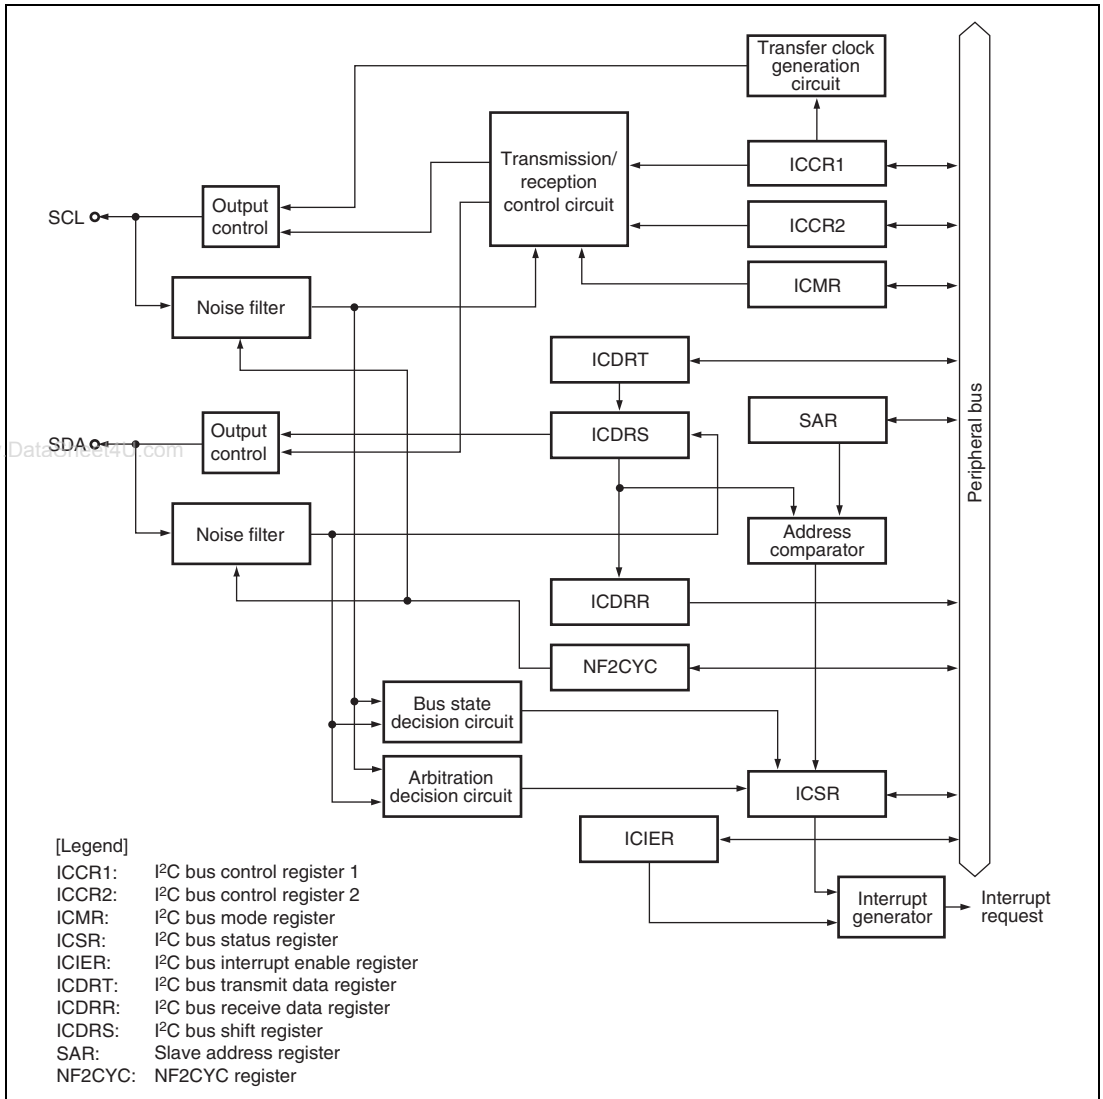 Transfer clock
generation
circuit
Transmission/
reception
control circuit
ICCR1
SCL
Output
control
ICCR2
ICMR
Noise filter
ICDRT
Peripheral bus
SAR
SDA
Output
control
ICDRS
DataSheet4U.com
Noise filter
Address
comparator
ICDRR
NF2CYC
Bus state
decision circuit
Arbitration
decision circuit
ICSR
ICIER
Interrupt
generator
Interrupt
request
[Legend]
ICCR1: I2C bus control register 1
ICCR2: I2C bus control register 2
ICMR: I2C bus mode register
ICSR: I2C bus status register
ICIER: I2C bus interrupt enable register
ICDRT: I2C bus transmit data register
ICDRR: I2C bus receive data register
ICDRS: I2C bus shift register
SAR: Slave address register
NF2CYC: NF2CYC register